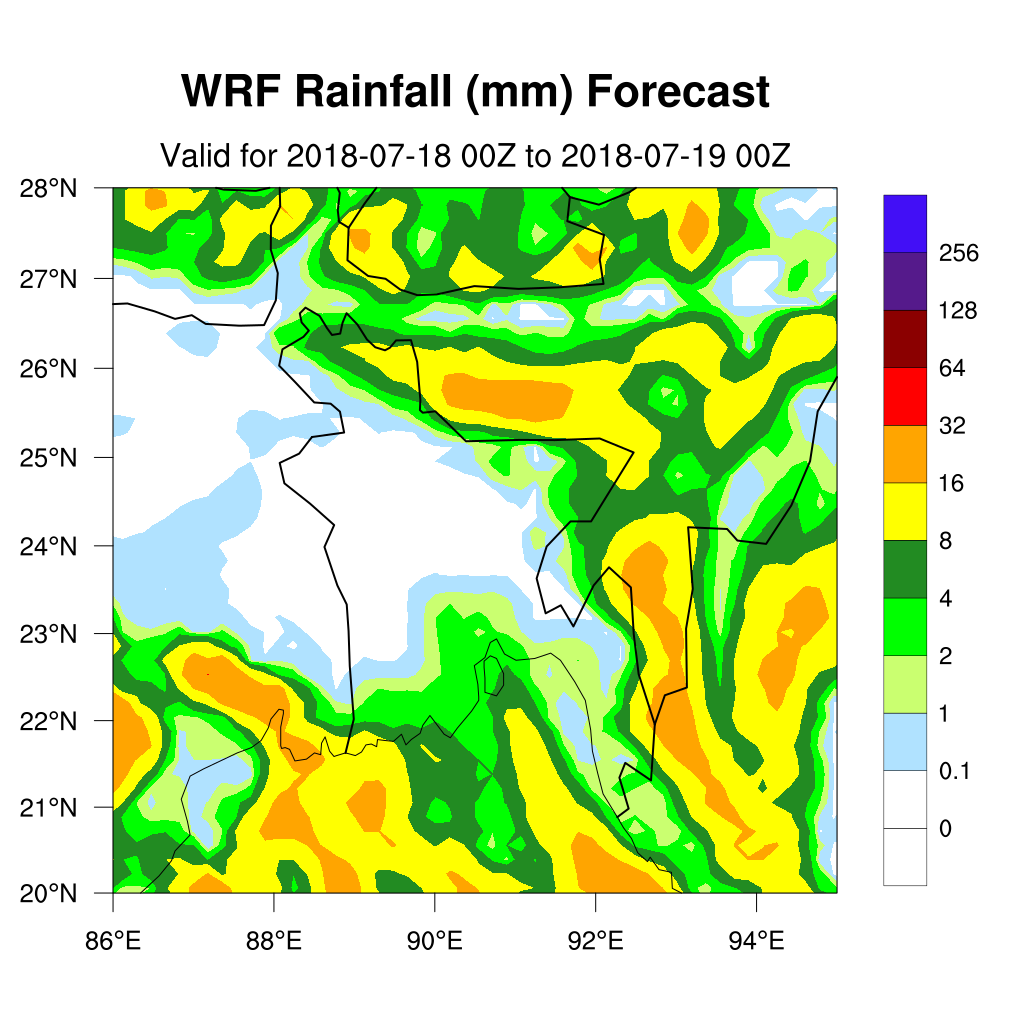 WRF Rainfall (mm) Forecast
Valid for 2018-07-18 00Z to 2018-07-19 00Z
28°N
27°N
26°N
25°N
24°N
23°N
22°N
21°N
20°N
86°E 88°E 90°E 92°E 94°E
256
128
64
32
16
8
4
2
1
0.1
0